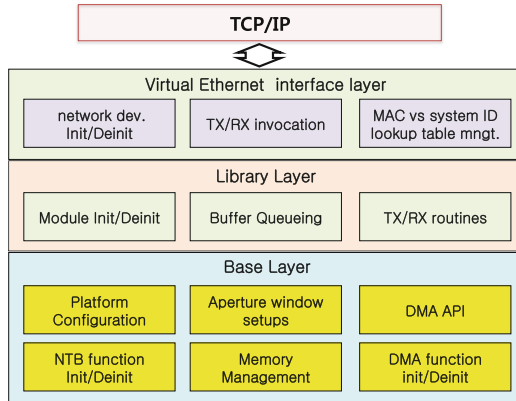 TCP/IP
Virtual Ethernet interface layer
network dev.
Init/Deinit
TX/RX invocation
MAC vs system ID
lookup table mngt.
Library Layer
Module Init/Deinit
Buffer Queueing
TX/RX routines
Base Layer
Platform
Configuration
Aperture window
setups
DMA API
NTB function
Init/Deinit
Memory
Management
DMA function
init/Deinit